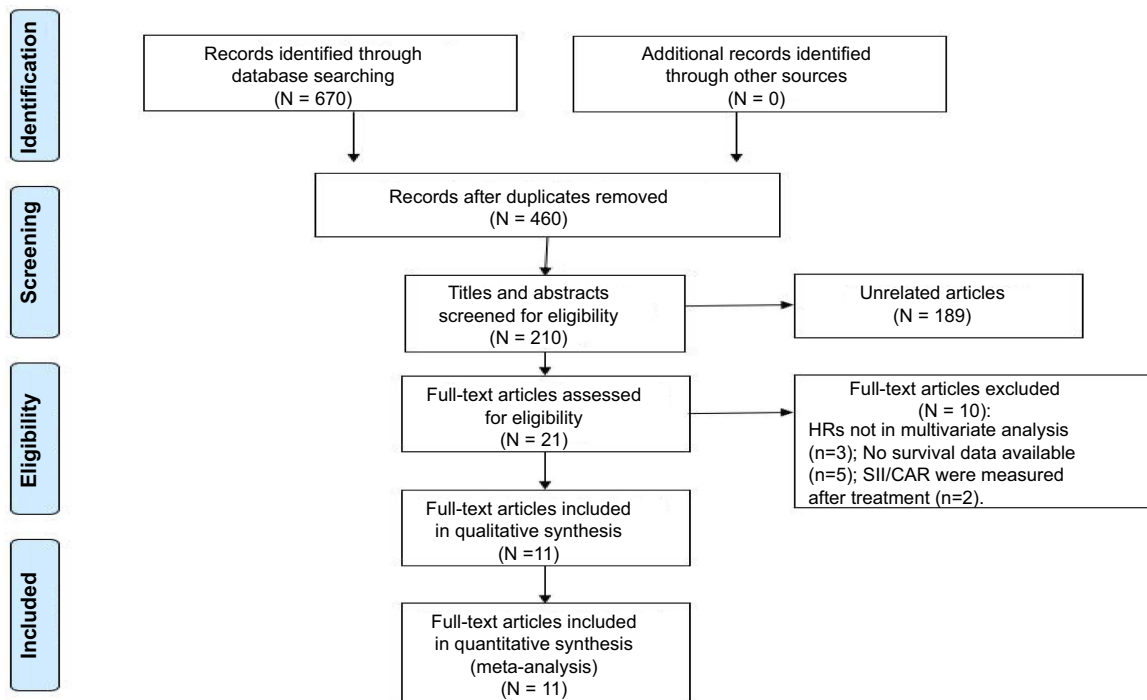 Identification
Records identified through
database searching
(N = 670)
Additional records identified
through other sources
(N = 0)
Screening
Records after duplicates removed
(N = 460)
Titles and abstracts
screened for eligibility
(N = 210)
Unrelated articles
(N = 189)
Eligibility
Full-text articles assessed
for eligibility
(N = 21)
Full-text articles excluded
(N = 10):
HRs not in multivariate analysis
(n=3); No survival data available
(n=5); SII/CAR were measured
after treatment (n=2).
Full-text articles included
in qualitative synthesis
(N =11)
Included
Full-text articles included
in quantitative synthesis
(meta-analysis)
(N = 11)